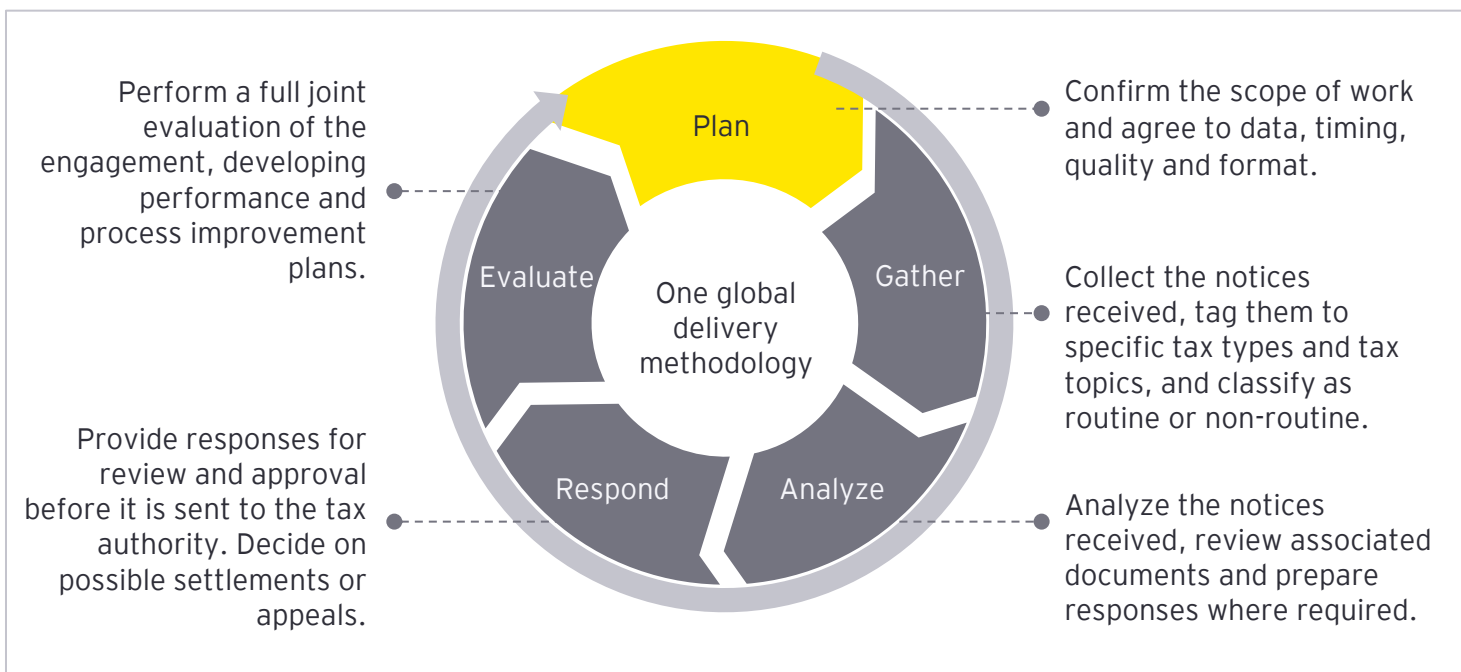 Plan
Confirm the scope of work
and agree to data, timing,
quality and format.
Gather
Collect the notices
received, tag them to
specific tax types and tax
topics, and classify as
routine or non-routine.
Analyze
Analyze the notices
received, review associated
documents and prepare
responses where required.
Respond
Provide responses for
review and approval
before it is sent to the tax
authority. Decide on
possible settlements or
appeals.
Evaluate
Perform a full joint
evaluation of the
engagement, developing
performance and
process improvement
plans.
One global
delivery
methodology